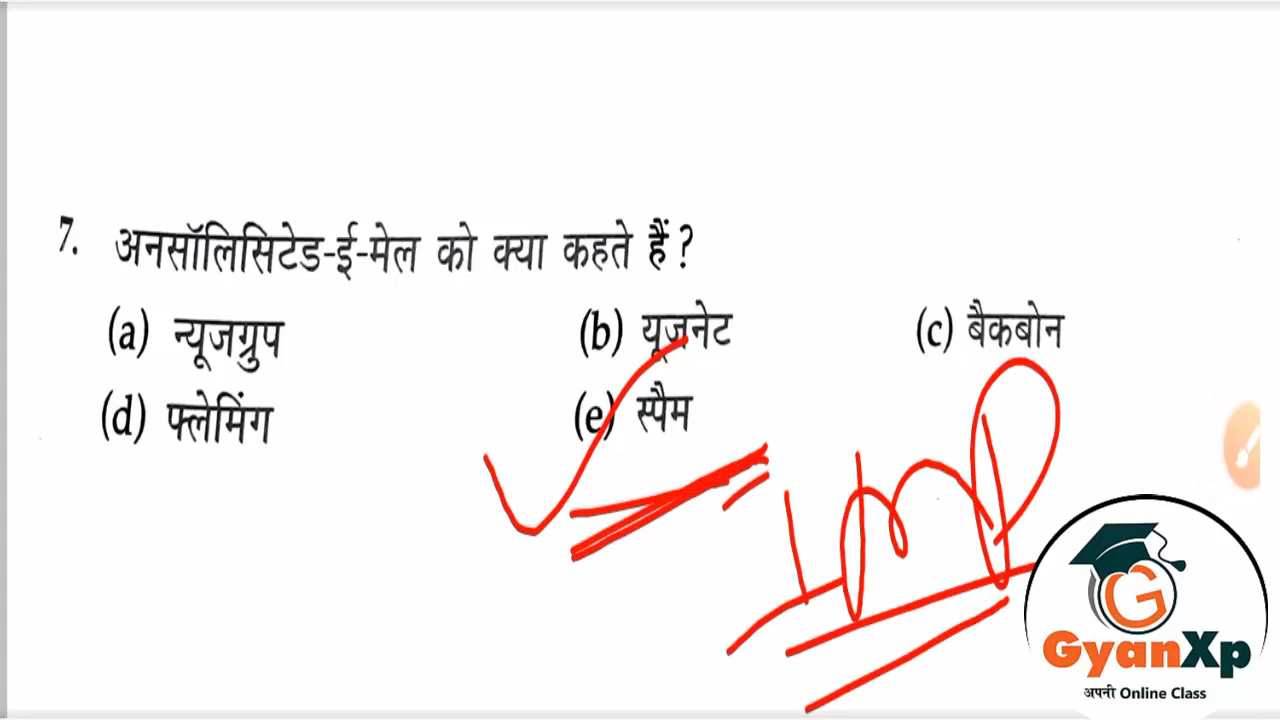 7. अनसॉलिसिटेड-ई-मेल को क्या कहते हैं ?
(a) न्यूजग्रुप (b) यूजनेट (c) बैकबोन
(d) फ्लेमिंग (e) स्पैम
IMP
G
GyanXp
अपनी Online Class